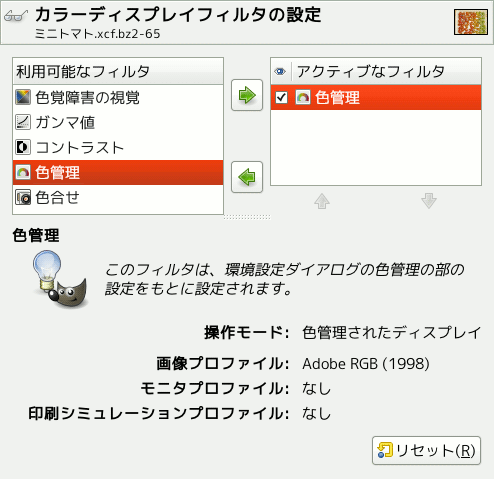 カラーディスプレイフィルタの設定
ミニトマト.xcf.bz2-65
利用可能なフィルタ
色覚障害の視覚
ガンマ値
コントラスト
色管理
色合せ
アクティブなフィルタ
色管理
色管理
このフィルタは、環境設定ダイアログの色管理の部の
設定をもとに設定されます。
操作モード: 色管理されたディスプレイ
画像プロファイル: Adobe RGB (1998)
モニタプロファイル: なし
印刷シミュレーションプロファイル: なし
リセット(R)